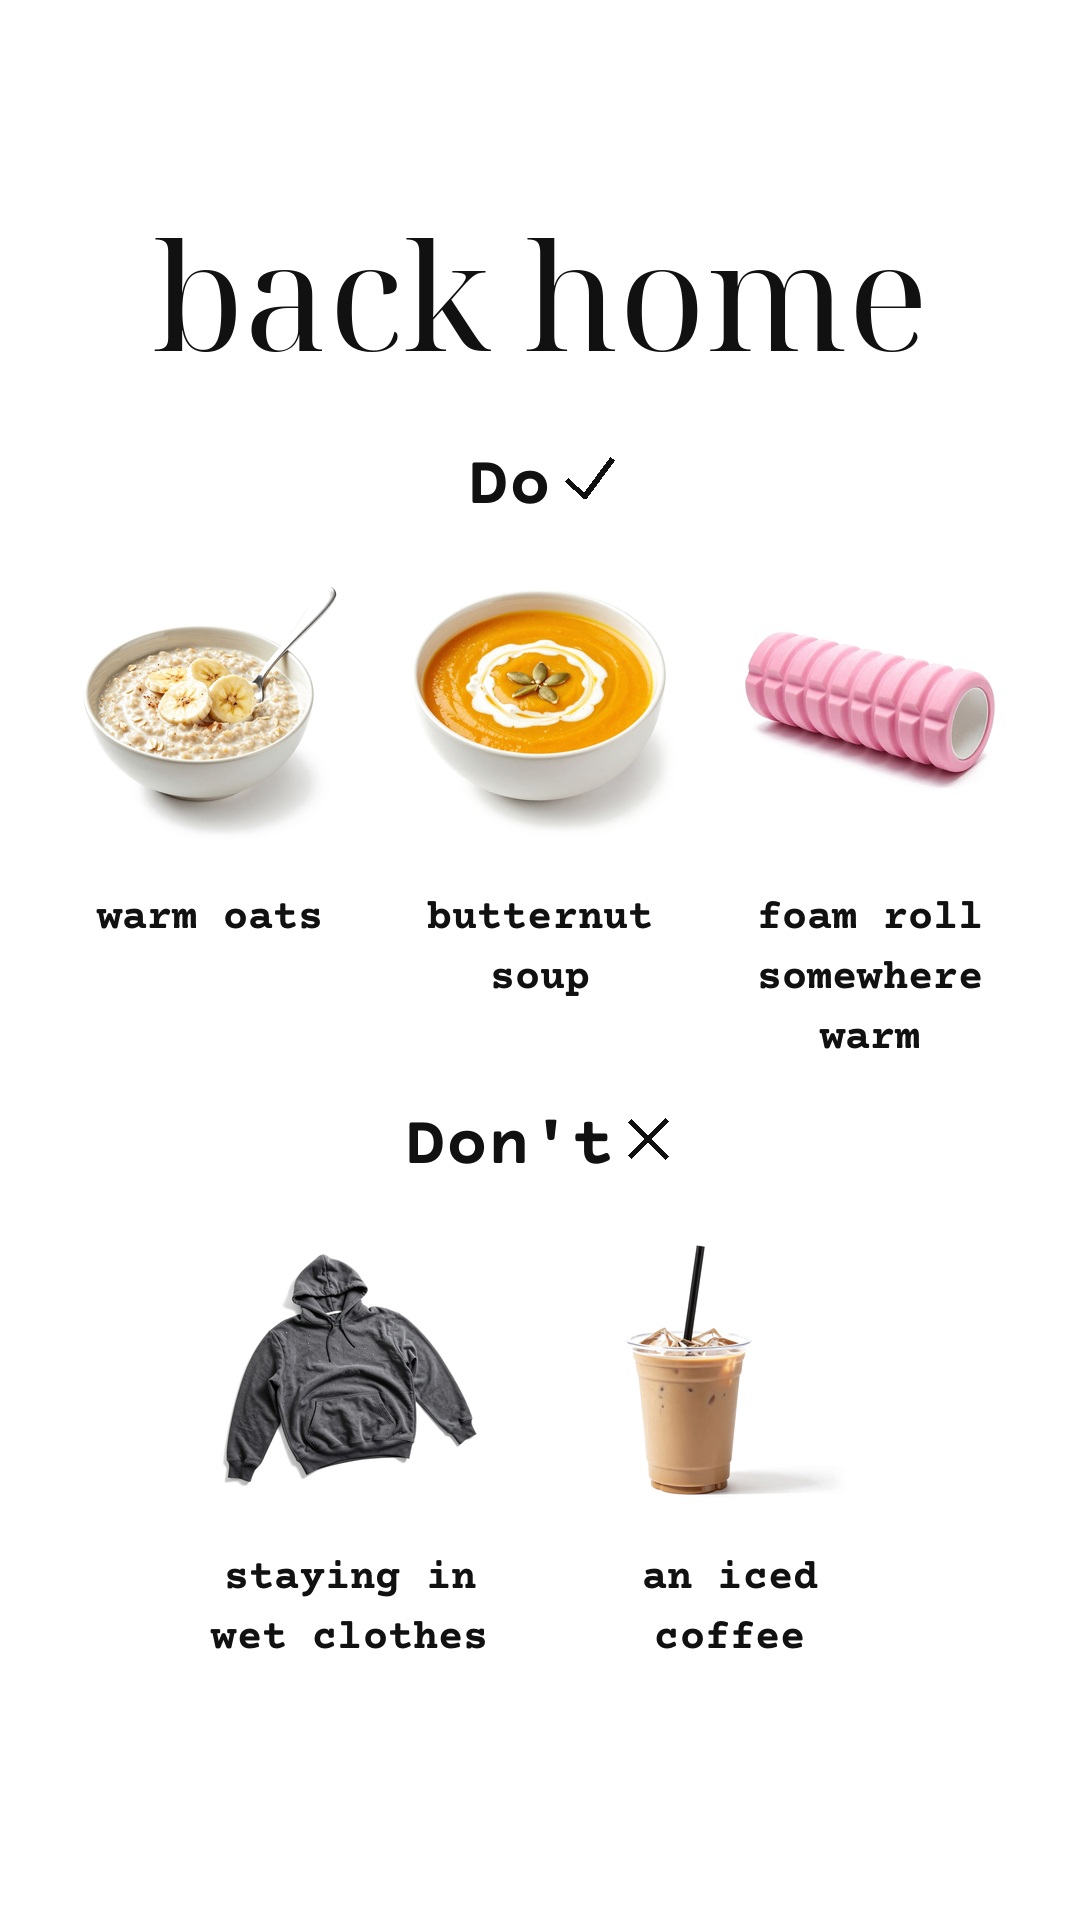 back home
Do ✓
warm oats
butternut
soup
foam roll
somewhere
warm
Don't ×
staying in
wet clothes
an iced
coffee